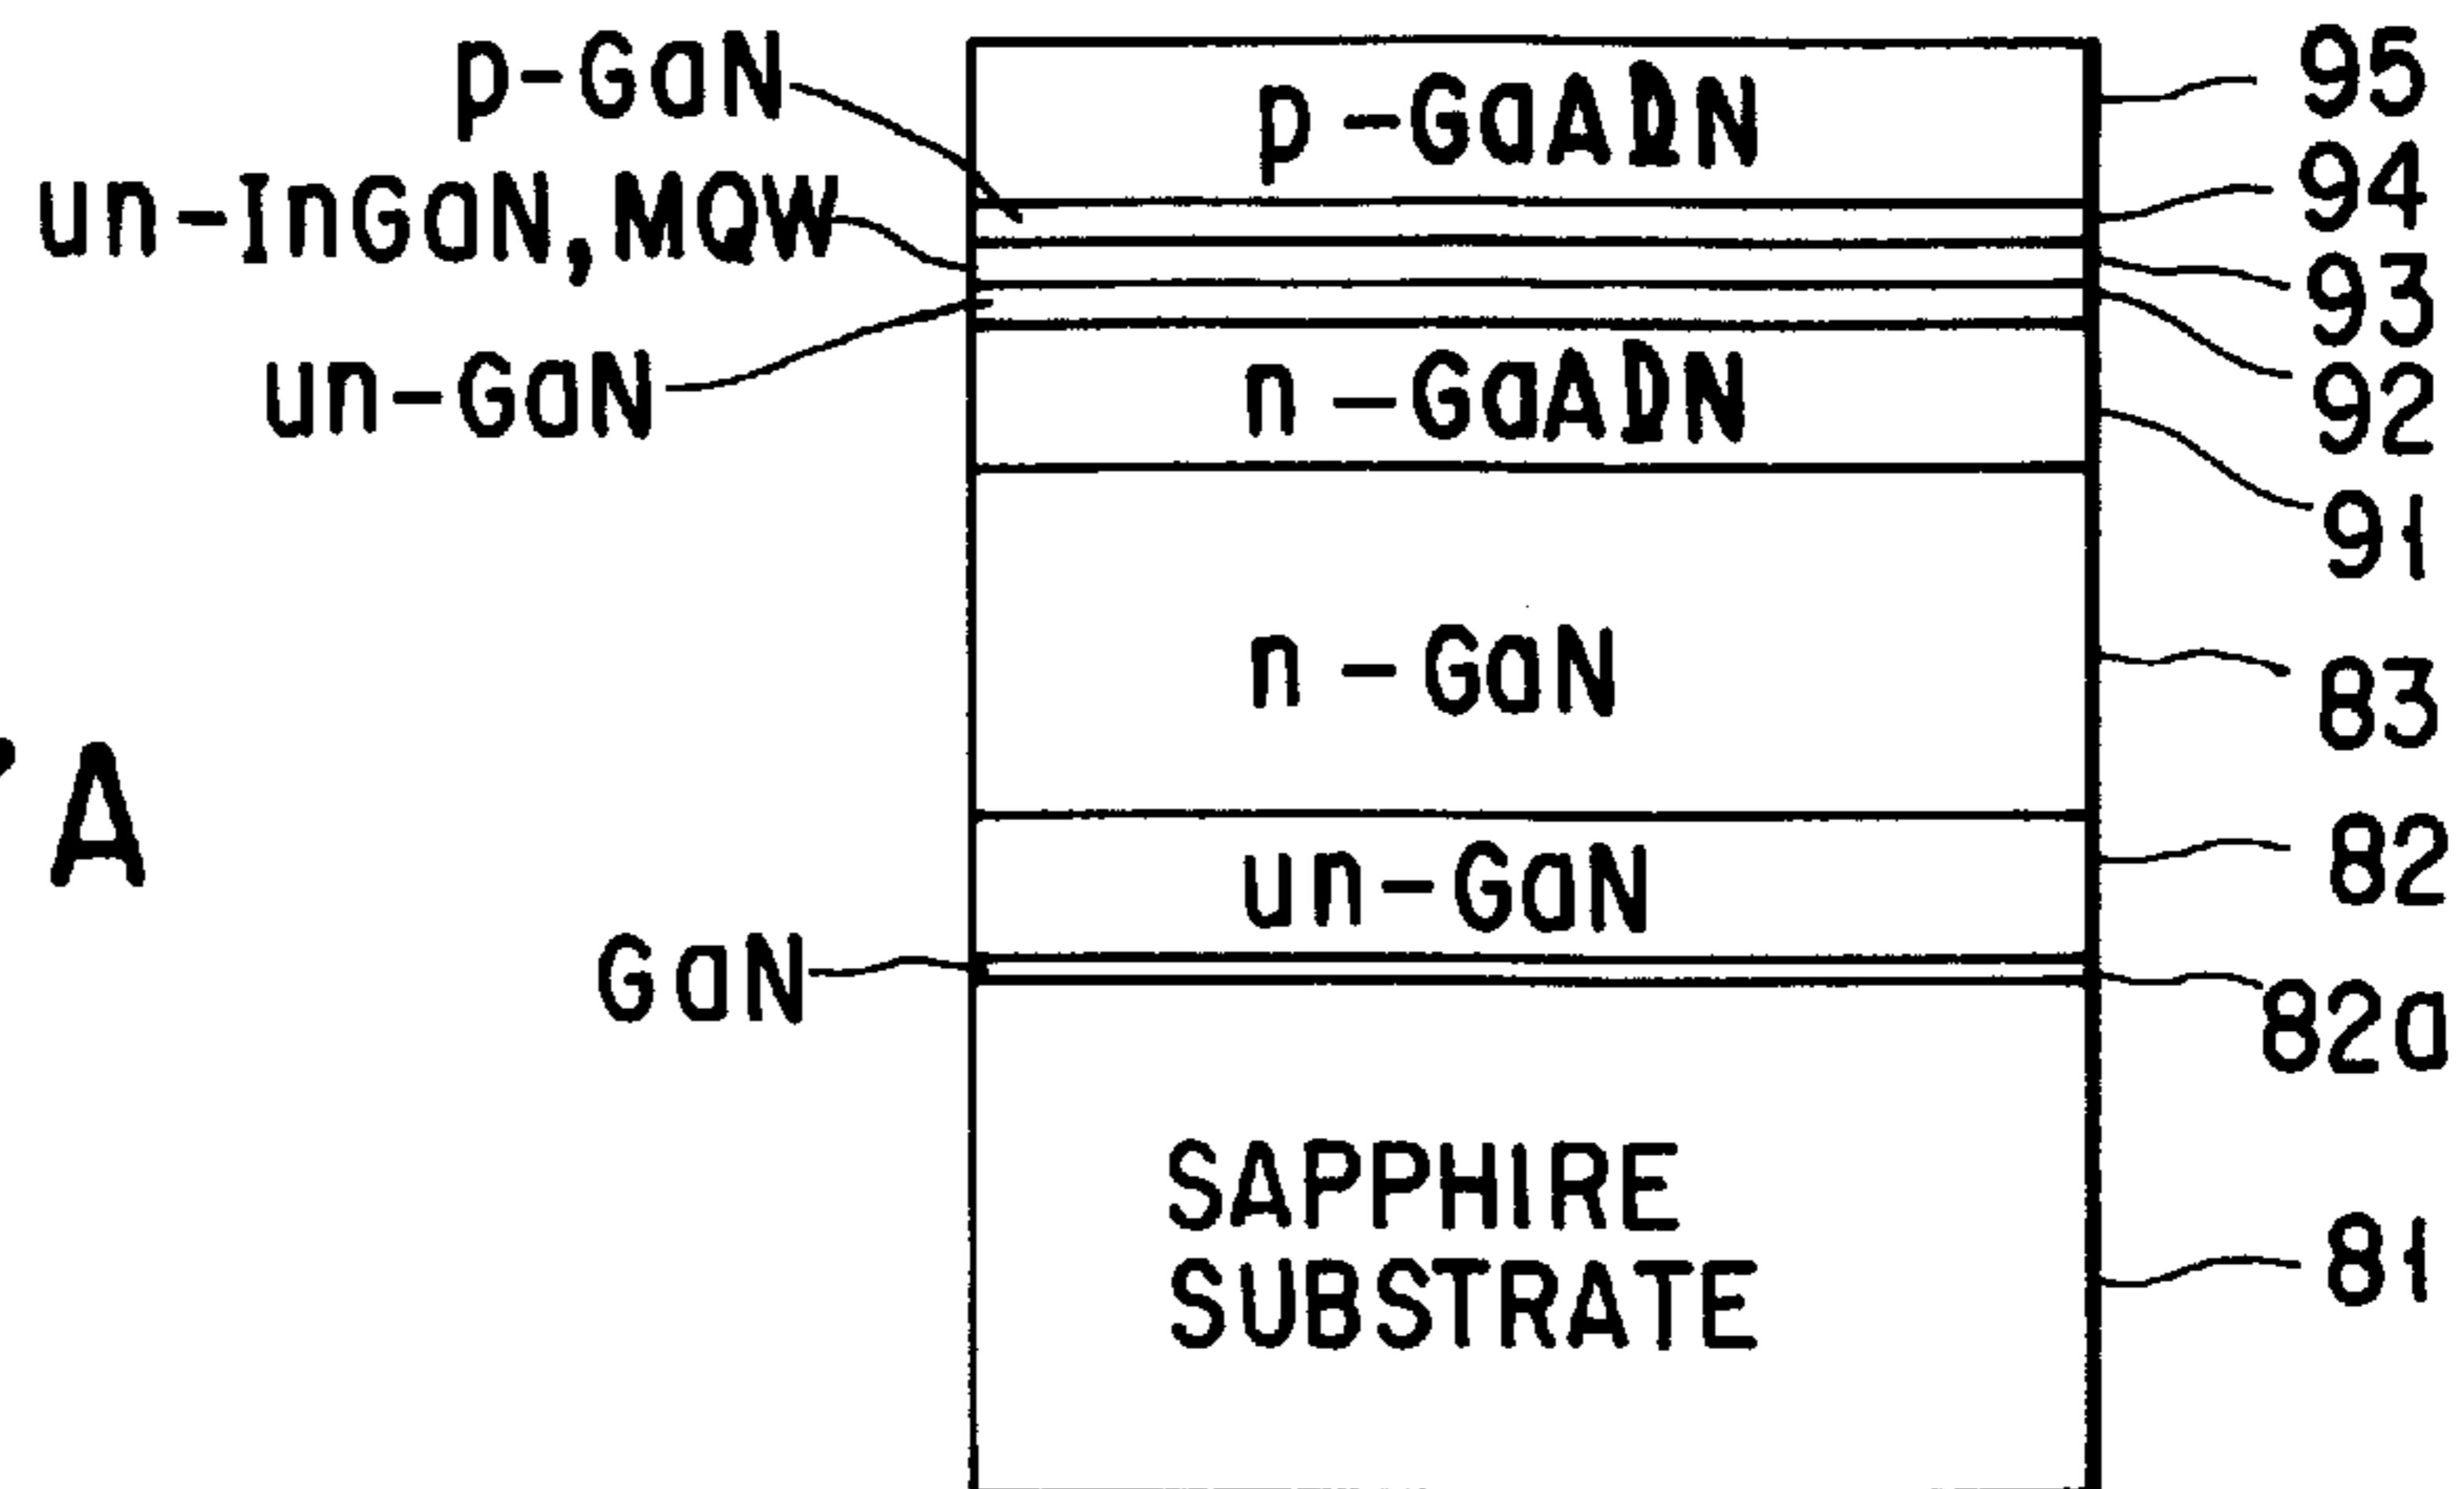 p-GaN
p-GaAlN
95
94
un-InGaN,MQW
93
un-GaN
n-GaAlN
92
91
n-GaN
83
A
un-GaN
82
GaN
82a
SAPPHIRE
SUBSTRATE
81